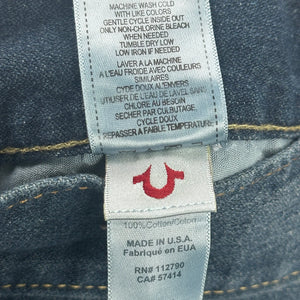 MACHINE WASH COLD
WITH LIKE COLORS
GENTLE CYCLE INSIDE OUT
ONLY NON-CHLORINE BLEACH
WHEN NEEDED
TUMBLE DRY LOW
LOW IRON IF NEEDED
LAVER A LA MACHINE
A L'EAU FROIDE AVEC COULEURS
SIMILAIRES
CYCLE DOUX A L'ENVERS
UTILISER DE L'EAU DE LAVEL SANS
CHLORE AU BESOIN
SECHER PAR CULBUTAGE,
CYCLE DOUX
REPASSER A FAIBLE TEMPERATURE
100% Cotton/Coton
MADE IN U.S.A.
Fabriqué en EUA
RN# 112790
CA# 57414